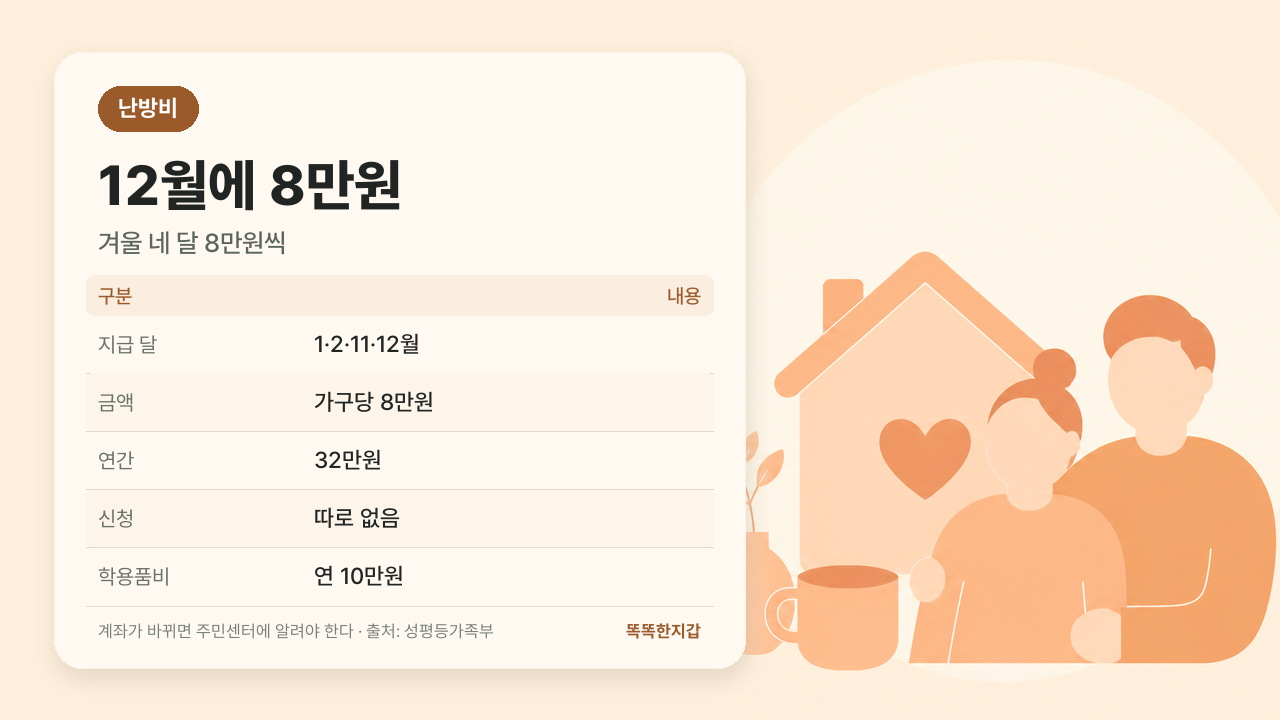 난방비
12월에 8만원
겨울 네 달 8만원씩
구분 내용
지급 달 1·2·11·12월
금액 가구당 8만원
연간 32만원
신청 따로 없음
학용품비 연 10만원
계좌가 바뀌면 주민센터에 알려야 한다 · 출처: 성평등가족부 똑똑한지갑